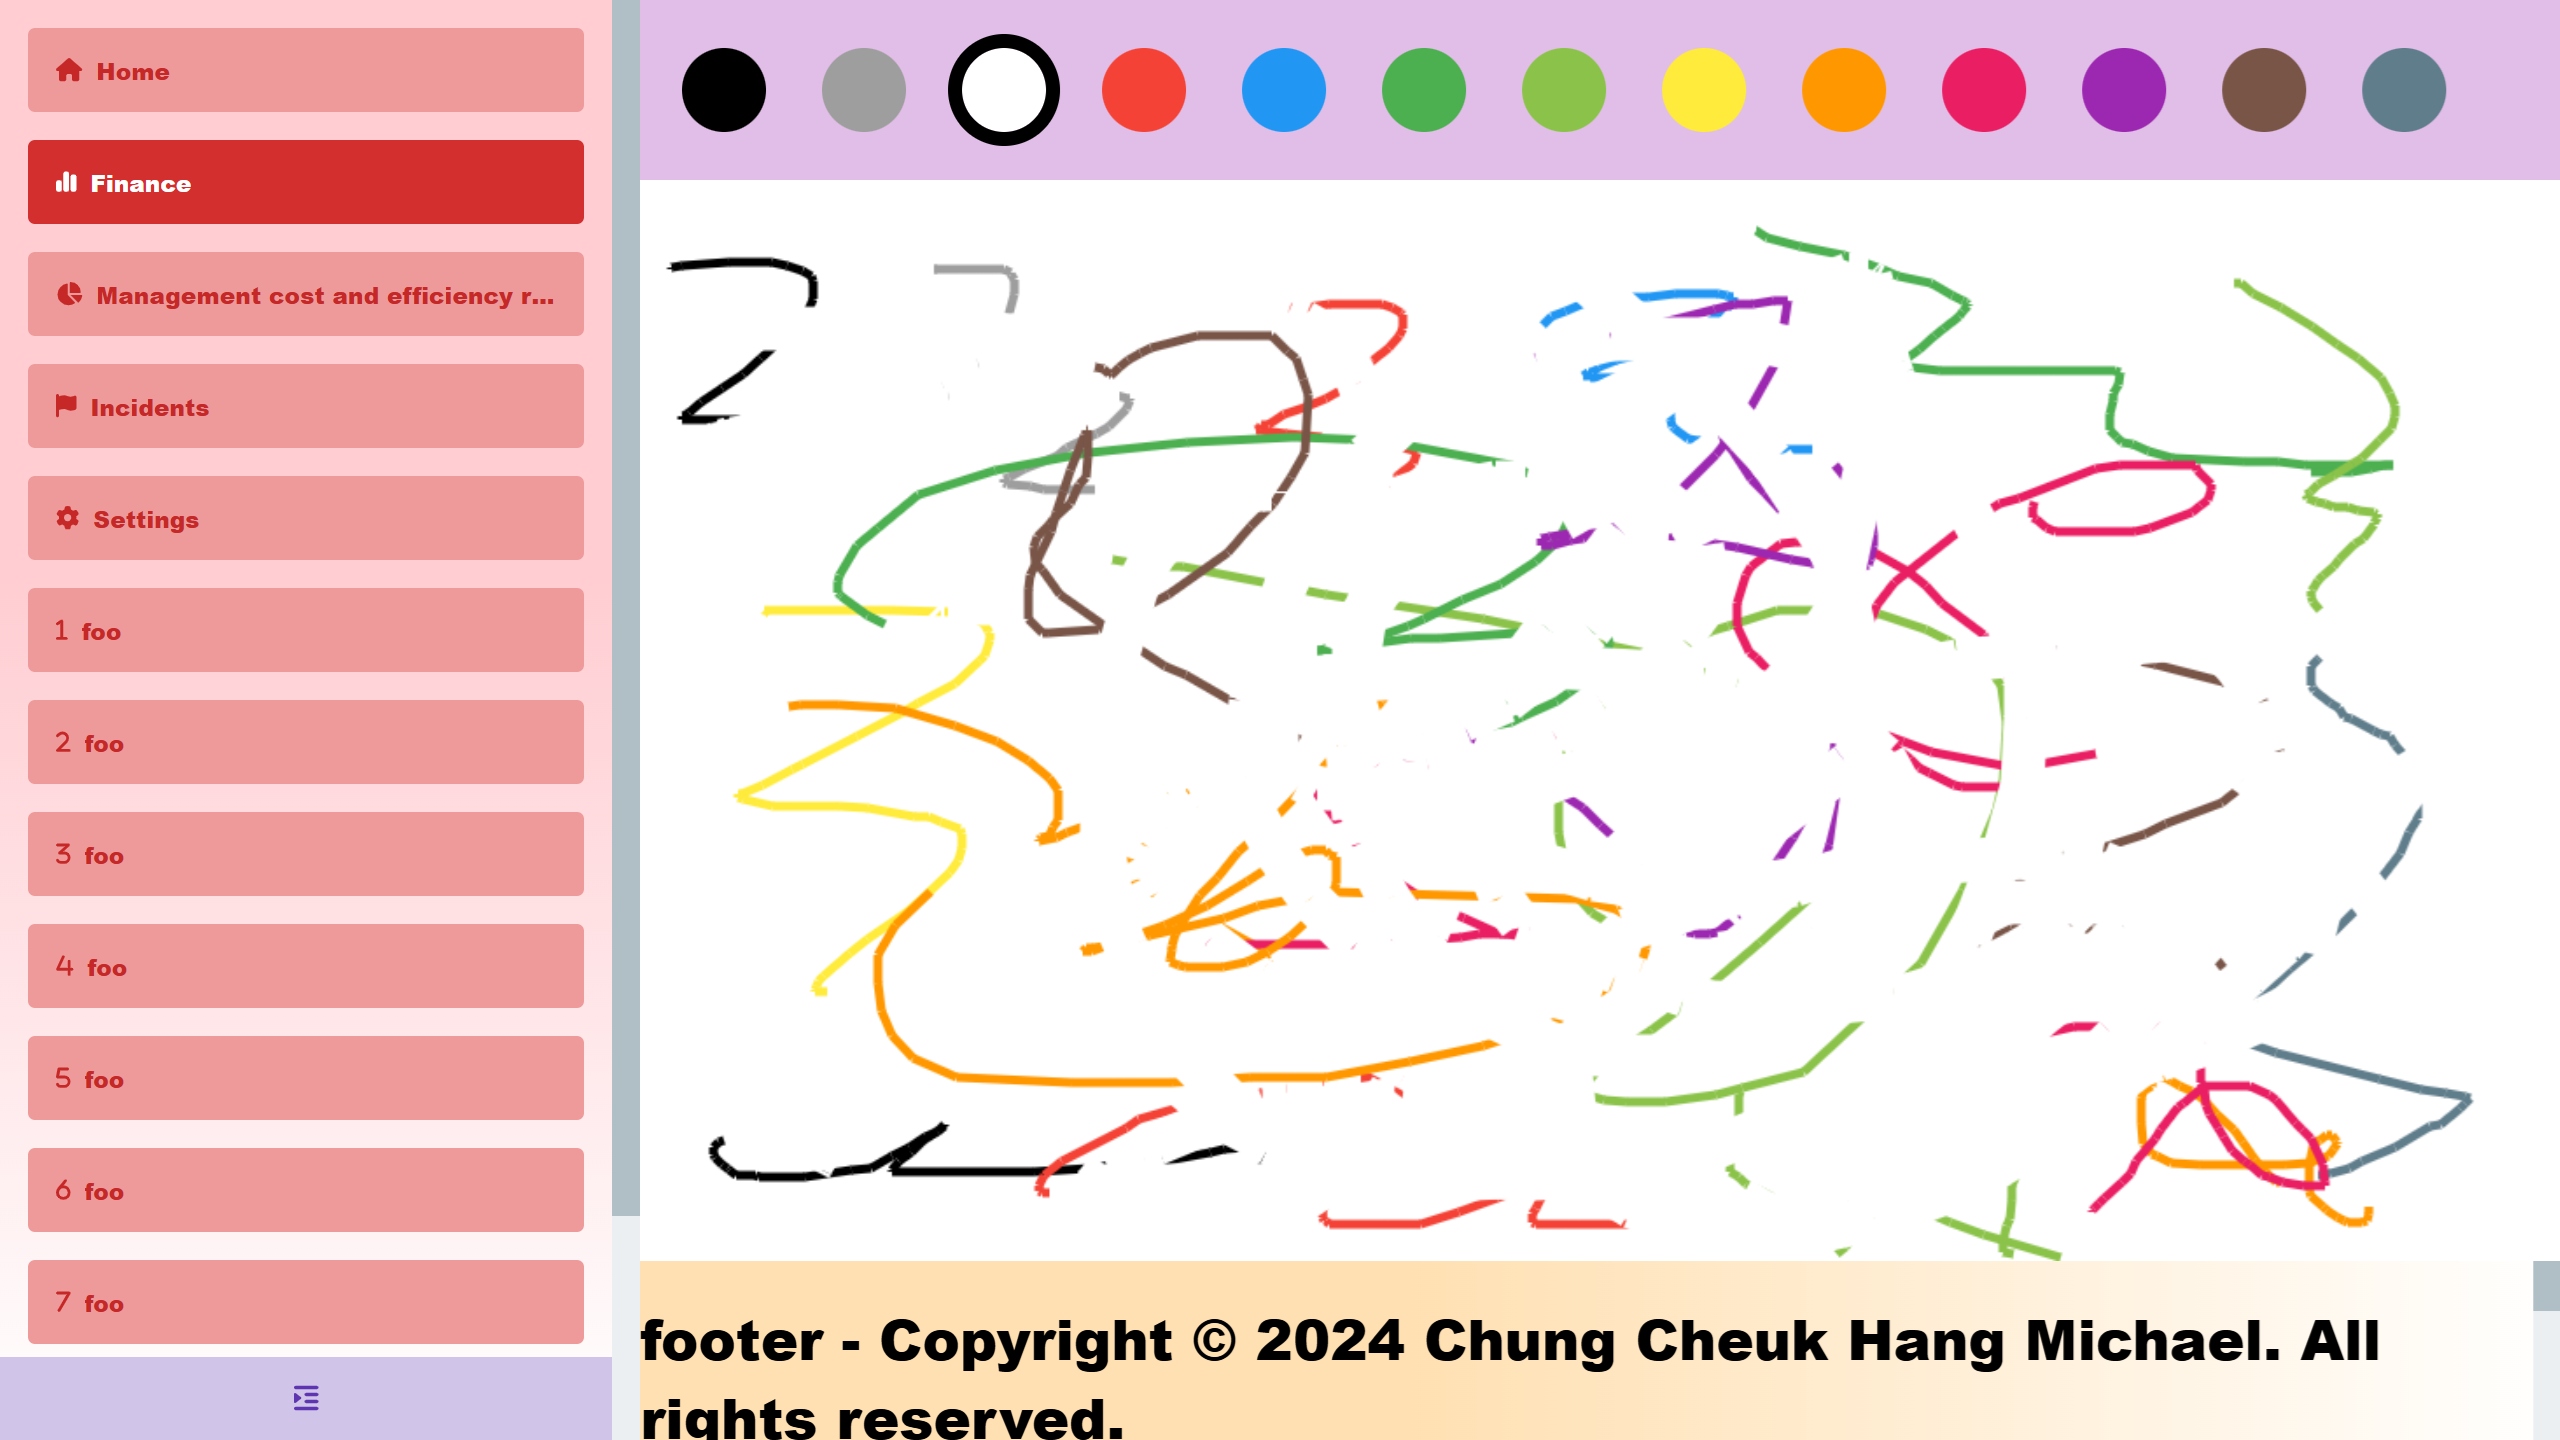 Home
Finance
Management cost and efficiency r...
Incidents
Settings
1 foo
2 foo
3 foo
4 foo
5 foo
6 foo
7 foo
footer - Copyright © 2024 Chung Cheuk Hang Michael. All
rights reserved.